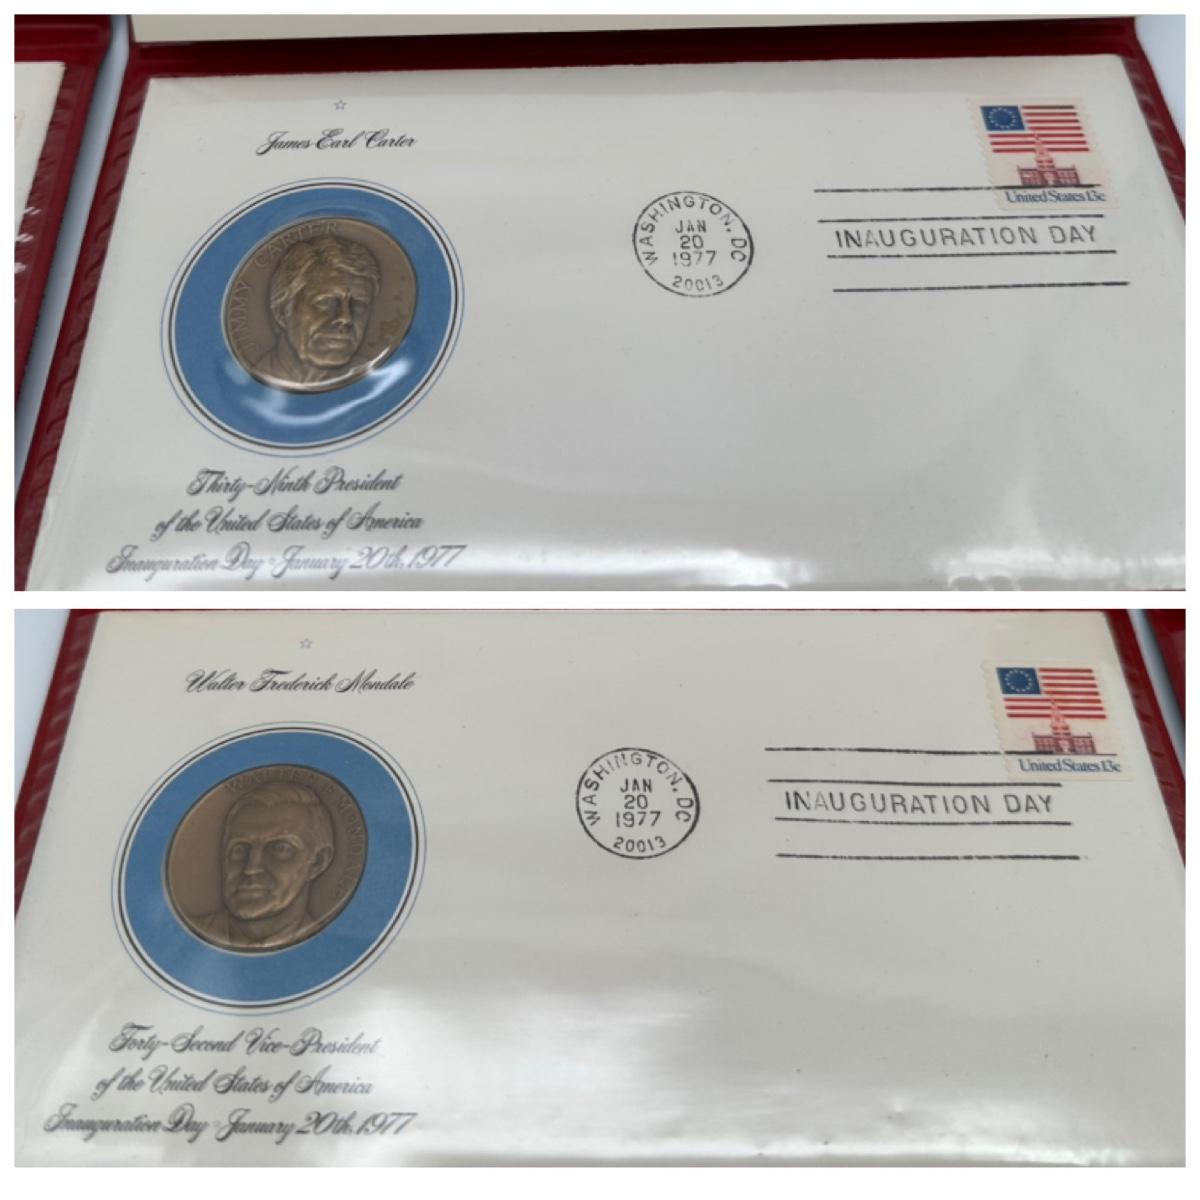 James Earl Carter
JIMMY CARTER
Thirty-Ninth President
of the United States of America
Inauguration Day · January 20th, 1977
WASHINGTON, DC
JAN
20
1977
20013
United States 13c
INAUGURATION DAY
Walter Frederick Mondale
WALTER F. MONDALE
Forty-Second Vice-President
of the United States of America
Inauguration Day · January 20th, 1977
WASHINGTON, DC
JAN
20
1977
20013
United States 13c
INAUGURATION DAY